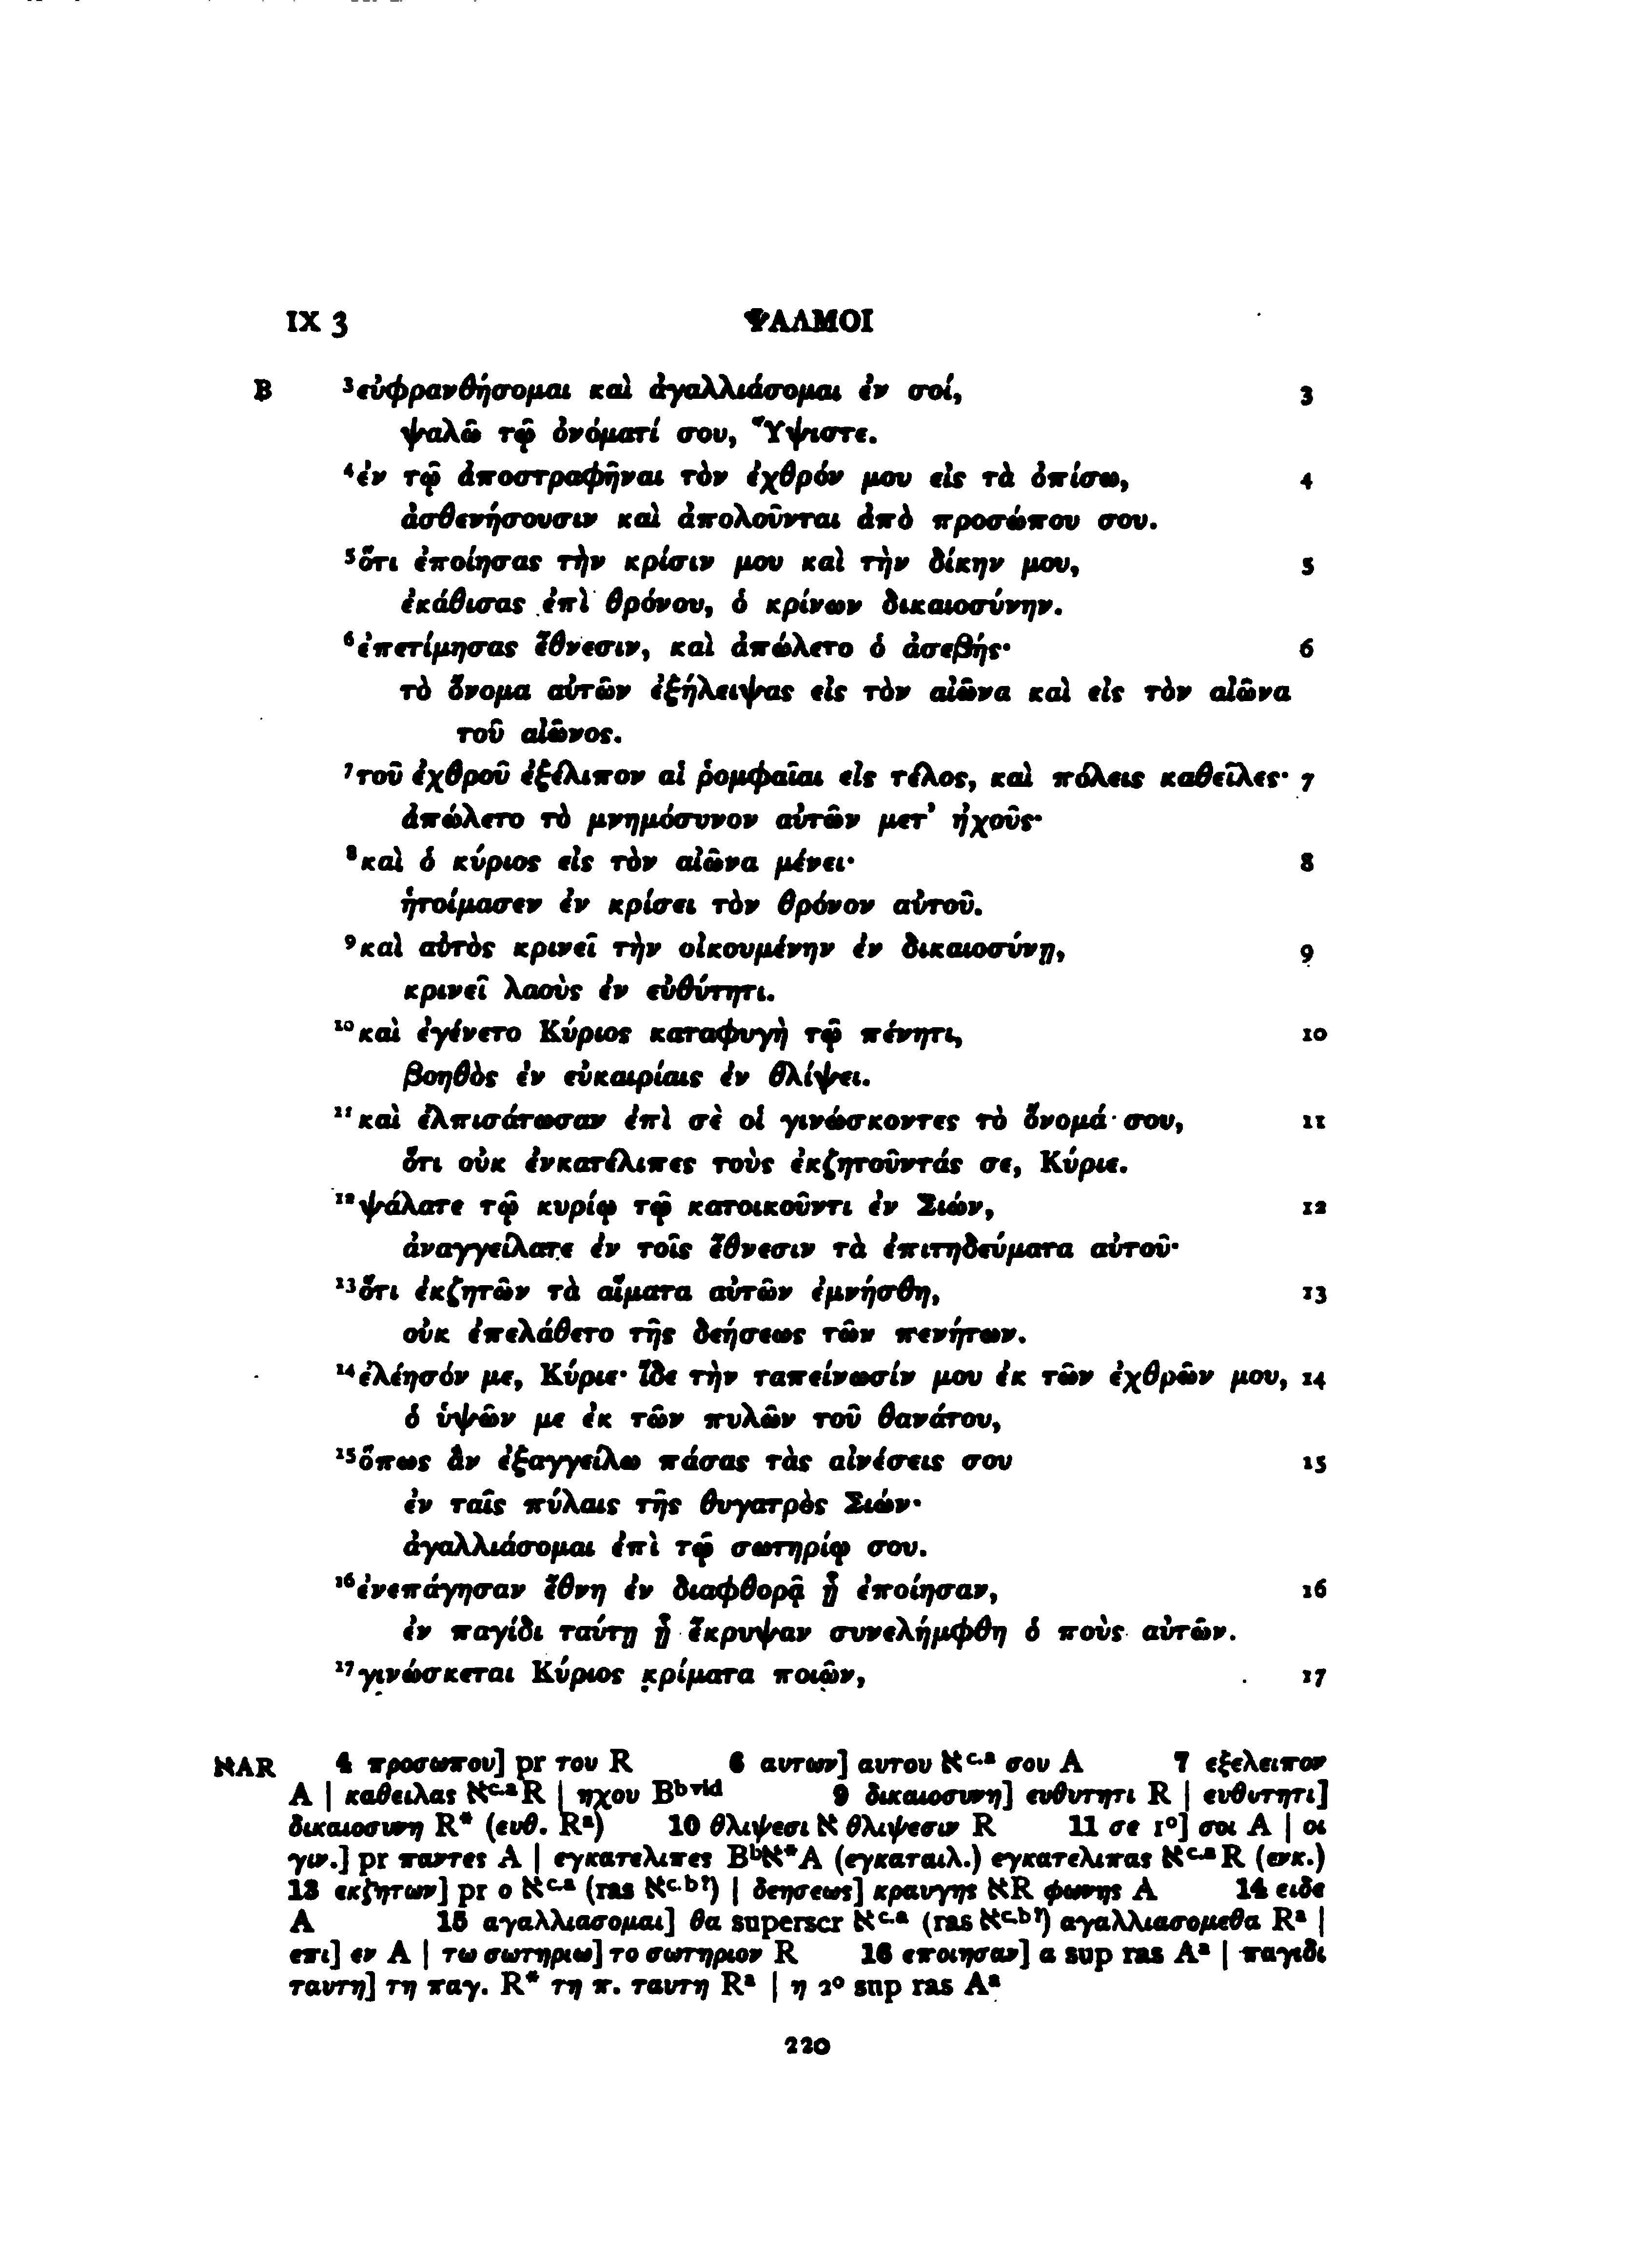 IX 3 ΨΑΛΜΟΙ
B ³εὐφρανθήσομαι καὶ ἀγαλλιάσομαι ἐν σοί, 3
ψαλῶ τῷ ὀνόματί σου, Ὕψιστε.
⁴ἐν τῷ ἀποστραφῆναι τὸν ἐχθρόν μου εἰς τὰ ὀπίσω, 4
ἀσθενήσουσιν καὶ ἀπολοῦνται ἀπὸ προσώπου σου.
⁵ὅτι ἐποίησας τὴν κρίσιν μου καὶ τὴν δίκην μου, 5
ἐκάθισας ἐπὶ θρόνου, ὁ κρίνων δικαιοσύνην.
⁶ἐπετίμησας ἔθνεσιν, καὶ ἀπώλετο ὁ ἀσεβής· 6
τὸ ὄνομα αὐτῶν ἐξήλειψας εἰς τὸν αἰῶνα καὶ εἰς τὸν αἰῶνα
τοῦ αἰῶνος.
⁷τοῦ ἐχθροῦ ἐξέλιπον αἱ ῥομφαῖαι εἰς τέλος, καὶ πόλεις καθεῖλες· 7
ἀπώλετο τὸ μνημόσυνον αὐτῶν μετ’ ἠχοῦς·
⁸καὶ ὁ κύριος εἰς τὸν αἰῶνα μένει· 8
ἡτοίμασεν ἐν κρίσει τὸν θρόνον αὐτοῦ.
⁹καὶ αὐτὸς κρινεῖ τὴν οἰκουμένην ἐν δικαιοσύνῃ, 9
κρινεῖ λαοὺς ἐν εὐθύτητι.
¹⁰καὶ ἐγένετο Κύριος καταφυγὴ τῷ πένητι, 10
βοηθὸς ἐν εὐκαιρίαις ἐν θλίψει.
¹¹καὶ ἐλπισάτωσαν ἐπὶ σὲ οἱ γινώσκοντες τὸ ὄνομά σου, 11
ὅτι οὐκ ἐνκατέλιπες τοὺς ἐκζητοῦντάς σε, Κύριε.
¹²ψάλατε τῷ κυρίῳ τῷ κατοικοῦντι ἐν Σιών, 12
ἀναγγείλατε ἐν τοῖς ἔθνεσιν τὰ ἐπιτηδεύματα αὐτοῦ·
¹³ὅτι ἐκζητῶν τὰ αἵματα αὐτῶν ἐμνήσθη, 13
οὐκ ἐπελάθετο τῆς δεήσεως τῶν πενήτων.
¹⁴ἐλέησόν με, Κύριε· ἴδε τὴν ταπείνωσίν μου ἐκ τῶν ἐχθρῶν μου, 14
ὁ ὑψῶν με ἐκ τῶν πυλῶν τοῦ θανάτου,
¹⁵ὅπως ἂν ἐξαγγείλω πάσας τὰς αἰνέσεις σου 15
ἐν ταῖς πύλαις τῆς θυγατρὸς Σιών·
ἀγαλλιάσομαι ἐπὶ τῷ σωτηρίῳ σου.
¹⁶ἐνεπάγησαν ἔθνη ἐν διαφθορᾷ ᾗ ἐποίησαν, 16
ἐν παγίδι ταύτῃ ᾗ ἔκρυψαν συνελήμφθη ὁ ποὺς αὐτῶν.
¹⁷γινώσκεται Κύριος κρίματα ποιῶν, 17
ℵAR 4 προσωπου] pr του R 6 αυτων] αυτου ℵᶜ·ᵃ σου A 7 εξελειπον
A | καθειλας ℵᶜ·ᵃ R | ηχου Bᵇ ᵛⁱᵈ 9 δικαιοσυνη] ευθυτητι R | ευθυτητι]
δικαιοσυνη R* (ευθ. Rᵃ) 10 θλιψεσι ℵ θλιψεσιν R 11 σε 1°] σοι A | οι
γιν.] pr παντες A | εγκατελιπες Bᵇℵ*A (εγκαταιλ.) εγκατελιπας ℵᶜ·ᵃ R (ενκ.)
13 εκζητων] pr ο ℵᶜ·ᵃ (ras ℵᶜ·ᵇ?) | δεησεως] κραυγης ℵR φωνης A 14 ειδε
A 15 αγαλλιασομαι] θα superscr ℵᶜ·ᵃ (ras ℵᶜ·ᵇ?) αγαλλιασομεθα Rᵃ |
επι] εν A | τω σωτηριω] το σωτηριον R 16 εποιησαν] α sup ras Aᵃ | παγιδι
ταυτη] τη παγ. R* τη π. ταυτη Rᵃ | η 2° sup ras Aᵃ
220